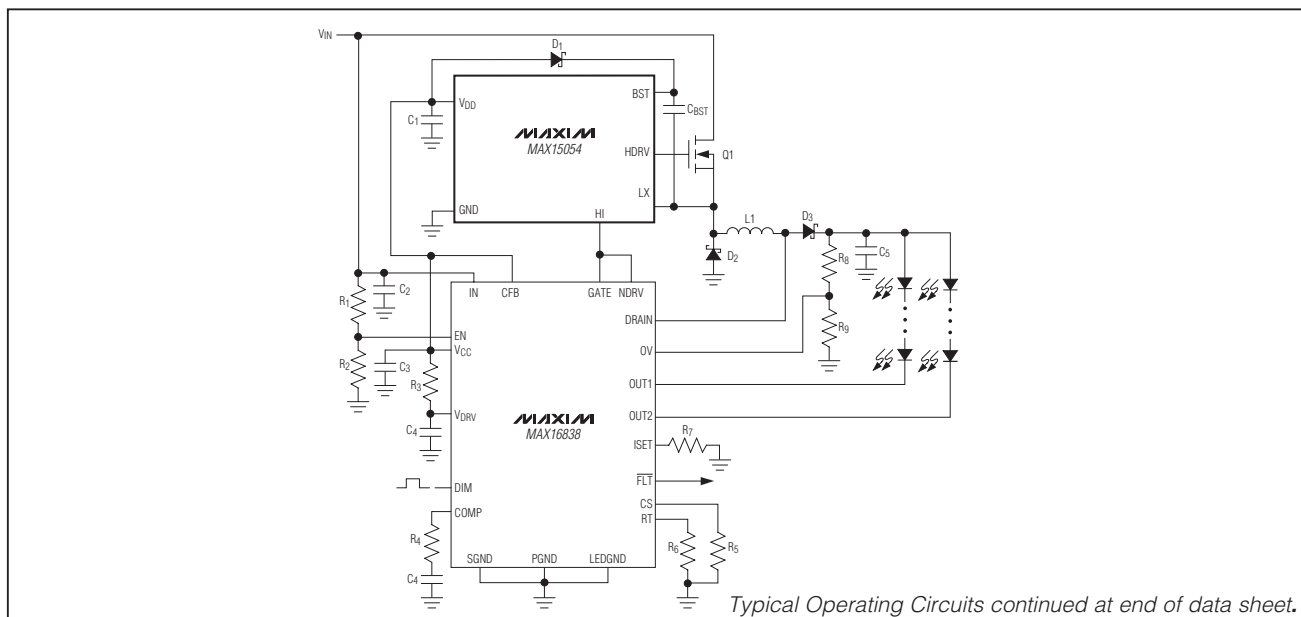 VIN
D1
VDD
BST
C1
CBST
MAXIM
MAX15054
HDRV
Q1
LX
GND
HI
L1
D3
D2
R8
C5
C2
R1
IN
CFB
GATE
NDRV
DRAIN
R9
EN
VCC
OV
R2
C3
R3
OUT1
VDRV
MAXIM
MAX16838
OUT2
C4
ISET
R7
FLT
DIM
CS
COMP
RT
R4
R6
R5
SGND
PGND
LEDGND
C4
Typical Operating Circuits continued at end of data sheet.